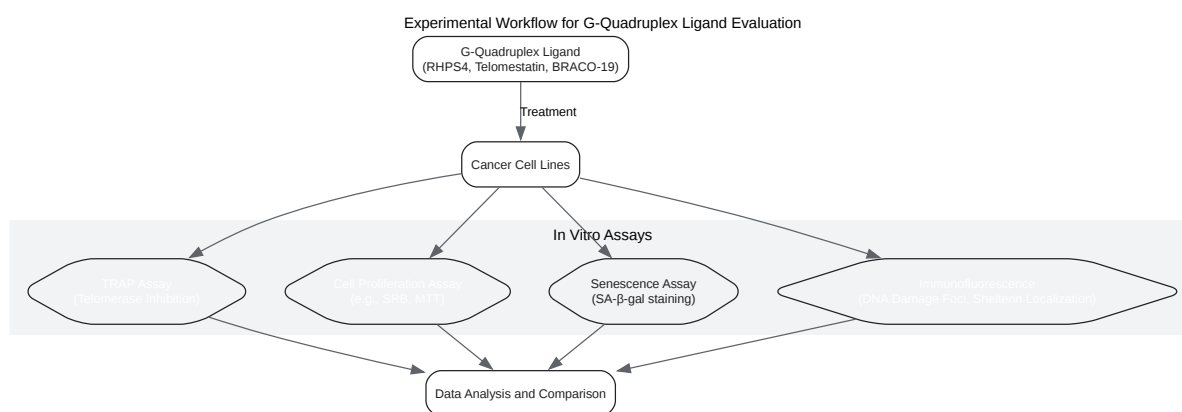 Experimental Workflow for G-Quadruplex Ligand Evaluation
G-Quadruplex Ligand
(RHPS4, Telomestatin, BRACO-19)
Treatment
Cancer Cell Lines
In Vitro Assays
TRAP Assay
(Telomerase Inhibition)
Cell Proliferation Assay
(e.g., SRB, MTT)
Senescence Assay
(SA-β-gal staining)
Immunofluorescence
(DNA Damage Foci, Shelterin Localization)
Data Analysis and Comparison